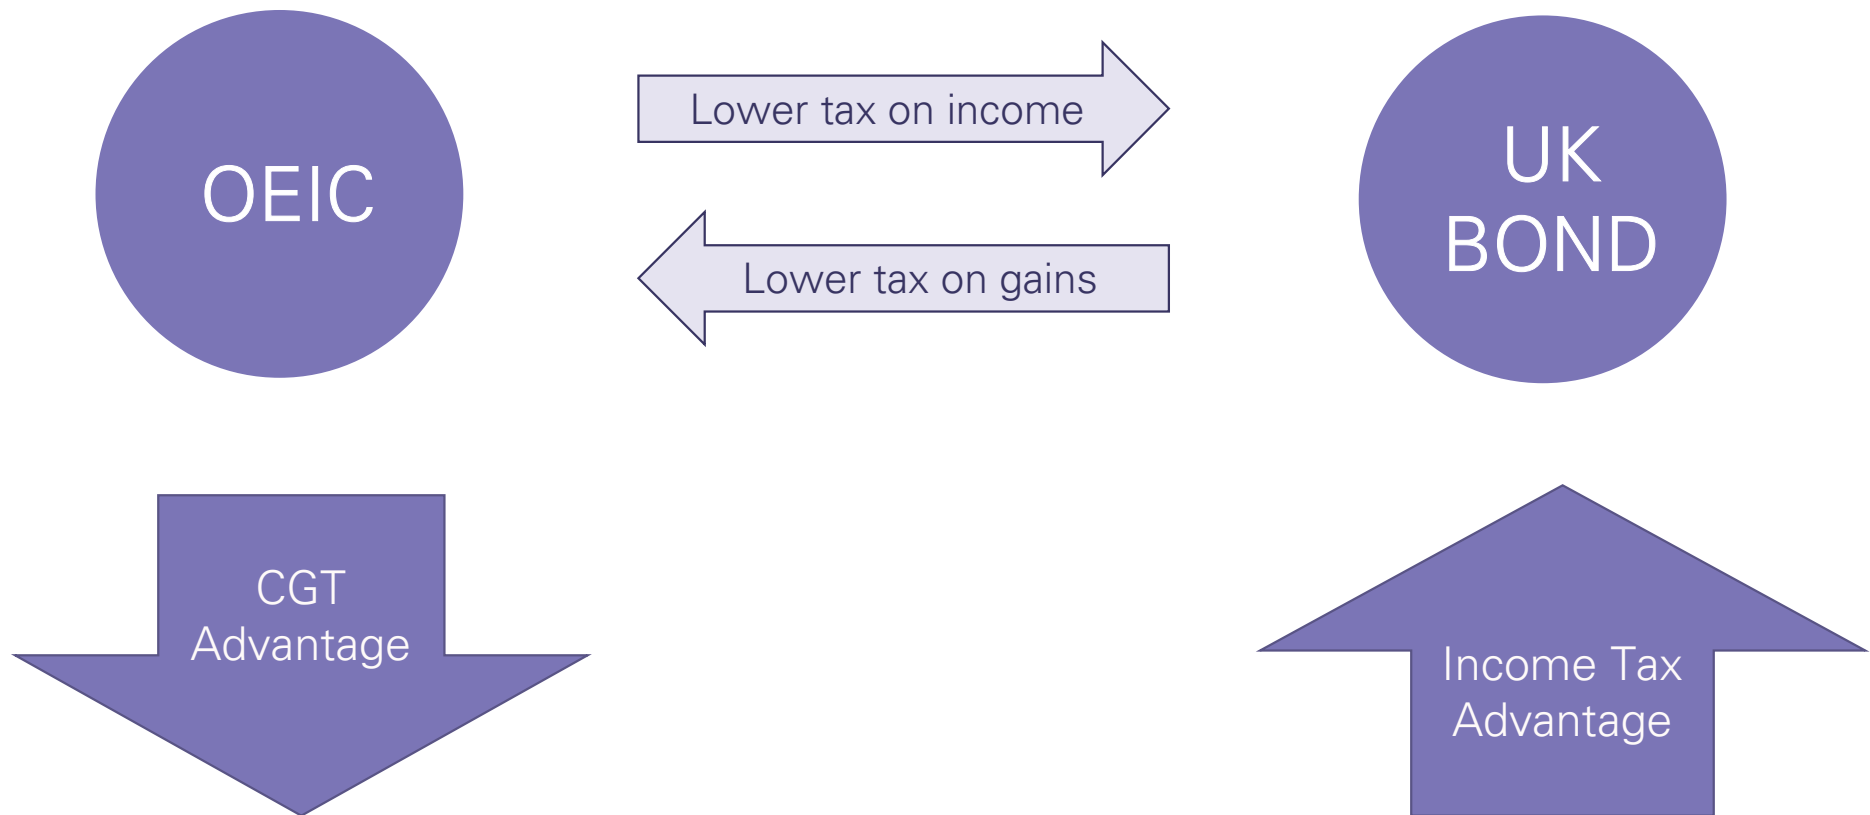 OEIC
Lower tax on income
Lower tax on gains
UK
BOND
CGT
Advantage
Income Tax
Advantage